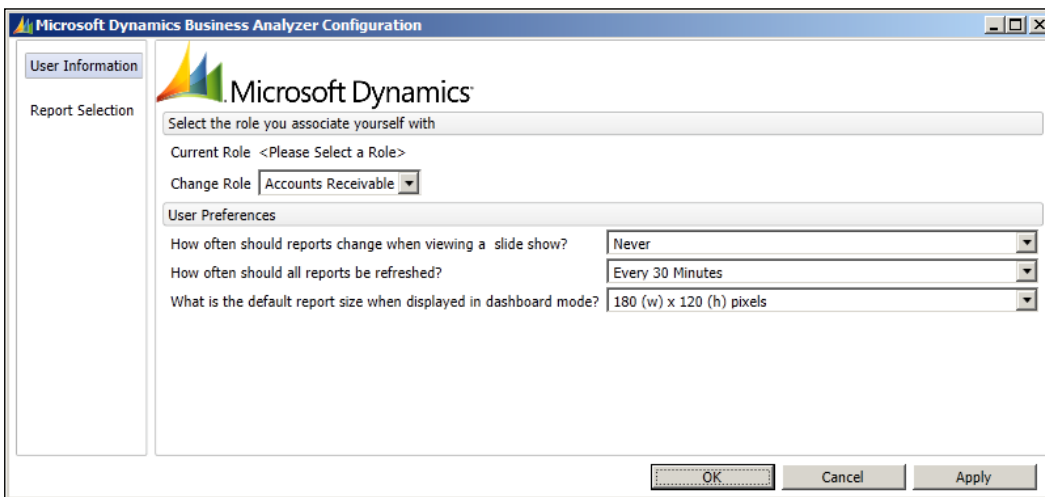 Microsoft Dynamics Business Analyzer Configuration
User Information
Report Selection
Microsoft Dynamics
Select the role you associate yourself with
Current Role <Please Select a Role>
Change Role Accounts Receivable
User Preferences
How often should reports change when viewing a slide show? Never
How often should all reports be refreshed? Every 30 Minutes
What is the default report size when displayed in dashboard mode? 180 (w) x 120 (h) pixels
OK Cancel Apply